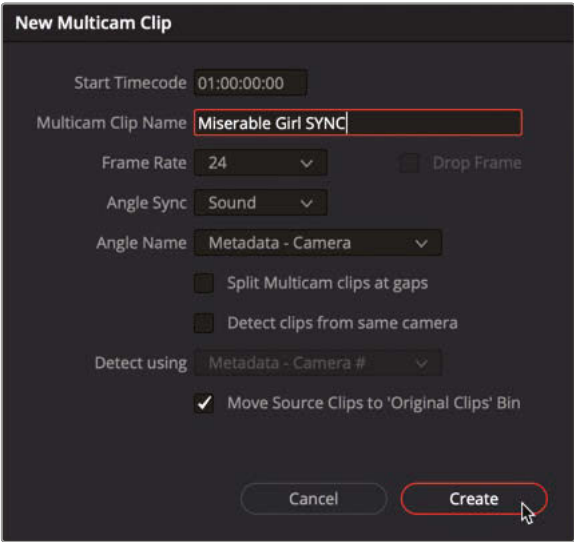 New Multicam Clip
Start Timecode 01:00:00:00
Multicam Clip Name Miserable Girl SYNC
Frame Rate 24 Drop Frame
Angle Sync Sound
Angle Name Metadata - Camera
Split Multicam clips at gaps
Detect clips from same camera
Detect using Metadata - Camera #
Move Source Clips to 'Original Clips' Bin
Cancel Create